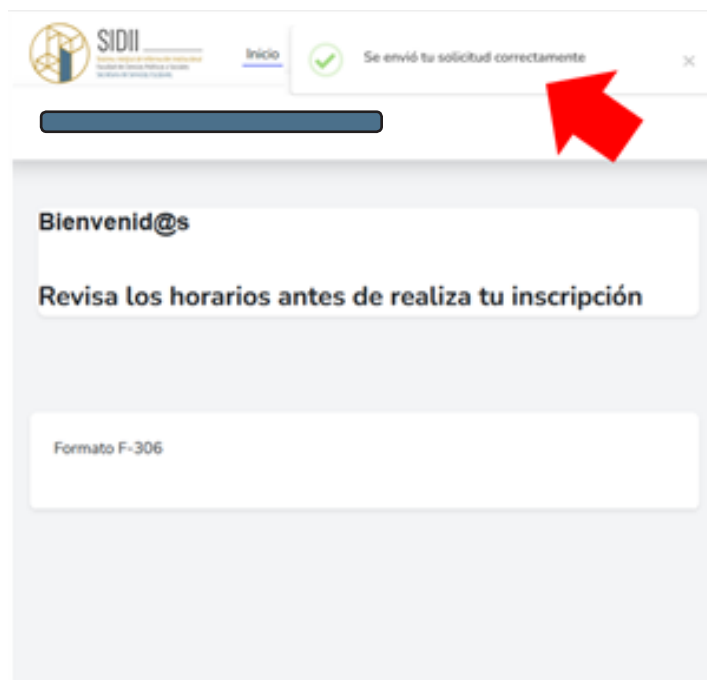 SIDII
Inicio
Se envió tu solicitud correctamente
Bienvenid@s
Revisa los horarios antes de realiza tu inscripción
Formato F-306